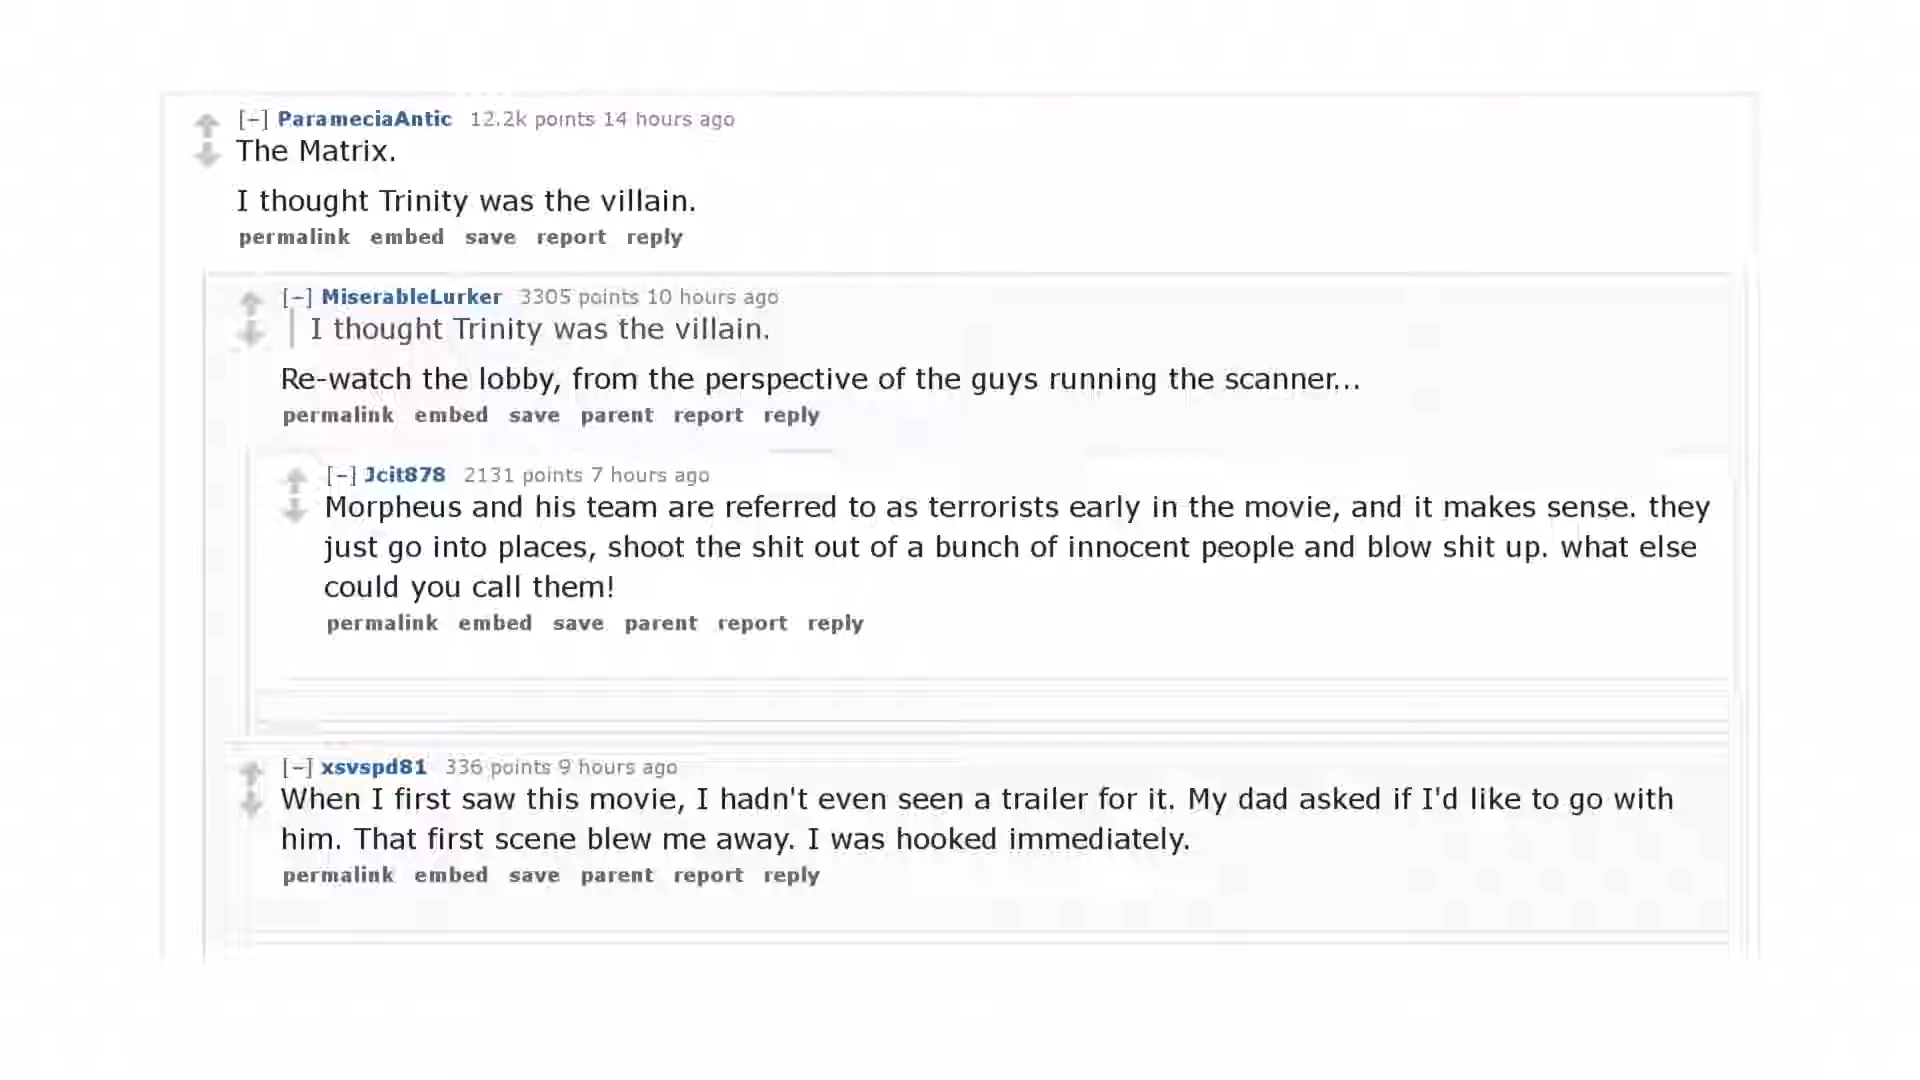 [–] ParameciaAntic 12.2k points 14 hours ago
The Matrix.
I thought Trinity was the villain.
permalink embed save report reply
[–] MiserableLurker 3305 points 10 hours ago
I thought Trinity was the villain.
Re-watch the lobby, from the perspective of the guys running the scanner...
permalink embed save parent report reply
[–] Jcit878 2131 points 7 hours ago
Morpheus and his team are referred to as terrorists early in the movie, and it makes sense. they
just go into places, shoot the shit out of a bunch of innocent people and blow shit up. what else
could you call them!
permalink embed save parent report reply
[–] xsvspd81 336 points 9 hours ago
When I first saw this movie, I hadn't even seen a trailer for it. My dad asked if I'd like to go with
him. That first scene blew me away. I was hooked immediately.
permalink embed save parent report reply